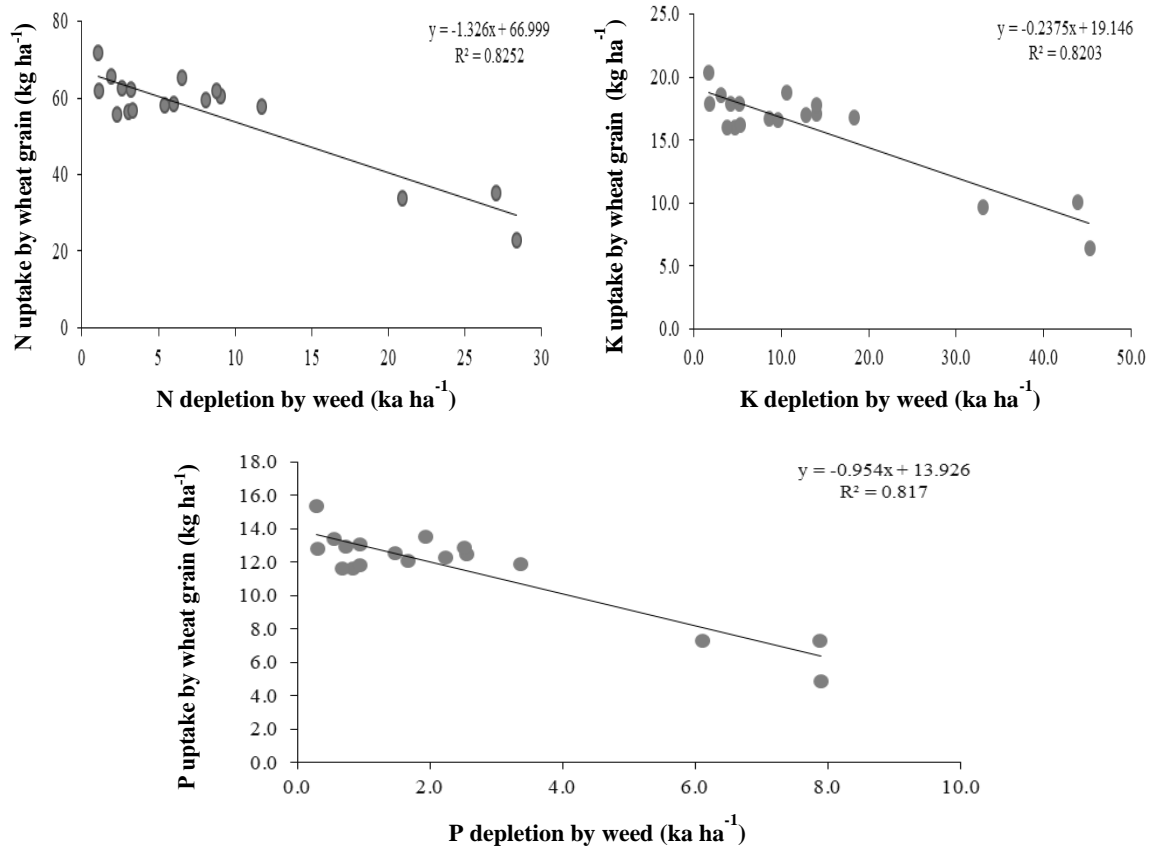 N uptake by wheat grain (kg ha⁻¹)
80
60
40
20
0
y = -1.326x + 66.999
R² = 0.8252
0 5 10 15 20 25 30
N depletion by weed (ka ha⁻¹)
K uptake by wheat grain (kg ha⁻¹)
25.0
20.0
15.0
10.0
5.0
0.0
y = -0.2375x + 19.146
R² = 0.8203
0.0 10.0 20.0 30.0 40.0 50.0
K depletion by weed (ka ha⁻¹)
P uptake by wheat grain (kg ha⁻¹)
18.0
16.0
14.0
12.0
10.0
8.0
6.0
4.0
2.0
0.0
y = -0.954x + 13.926
R² = 0.817
0.0 2.0 4.0 6.0 8.0 10.0
P depletion by weed (ka ha⁻¹)